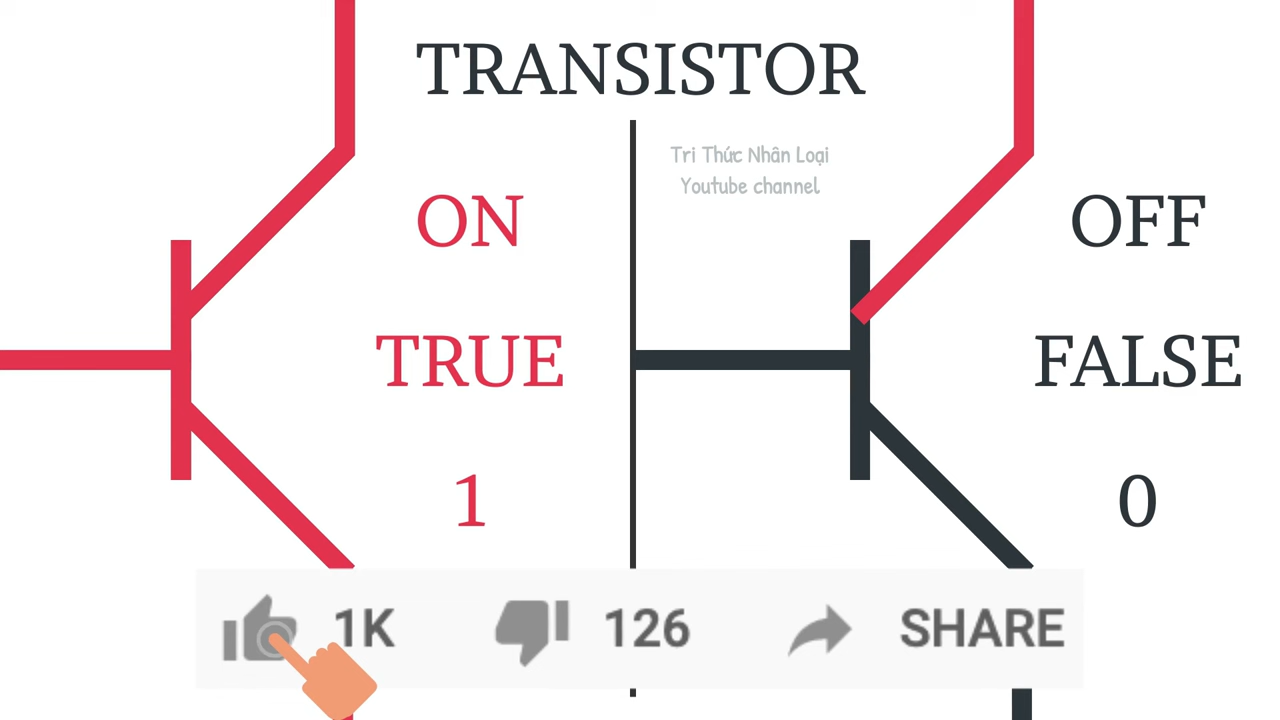 TRANSISTOR
Tri Thức Nhân Loại
Youtube channel
ON
OFF
TRUE
FALSE
1
0
1K
126
SHARE